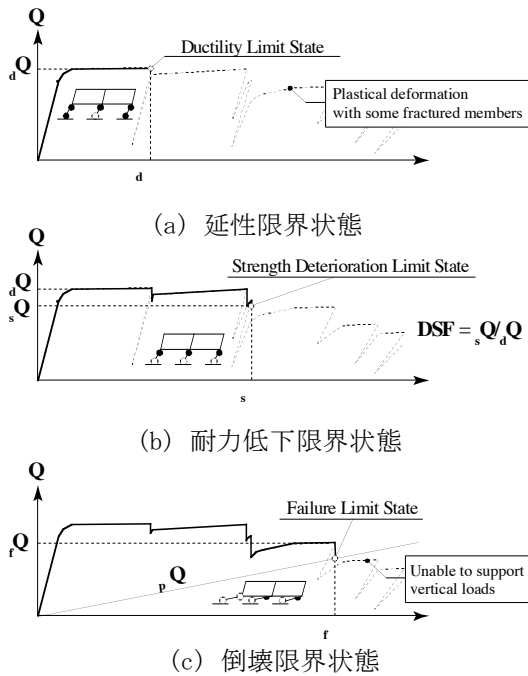 Q
Ductility Limit State
dQ
Plastical deformation
with some fractured members
d
(a) 延性限界状態
Q
Strength Deterioration Limit State
dQ
sQ
DSF = sQ/dQ
s
(b) 耐力低下限界状態
Q
Failure Limit State
fQ
pQ
Unable to support
vertical loads
f
(c) 倒壊限界状態